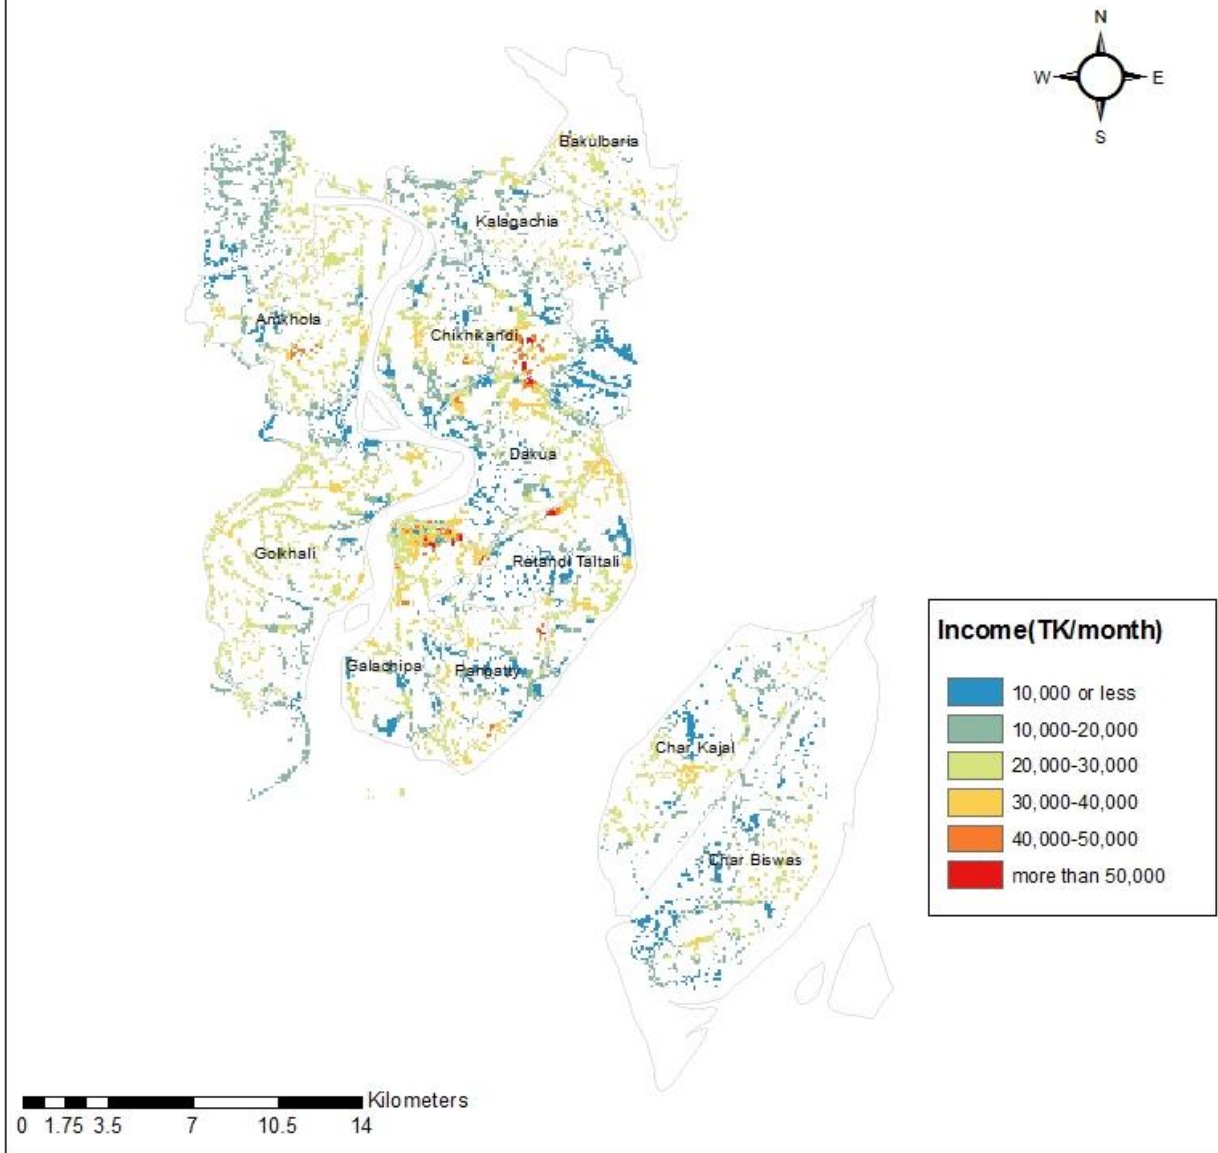 N
W E
S
Bakulbaria
Kalagachia
Amkhola
Chikhikandi
Dakua
Golkhali
Retandi Taltali
Galachipa
Panpatty
Char Kajal
Char Biswas
Income(TK/month)
10,000 or less
10,000-20,000
20,000-30,000
30,000-40,000
40,000-50,000
more than 50,000
Kilometers
0 1.75 3.5 7 10.5 14